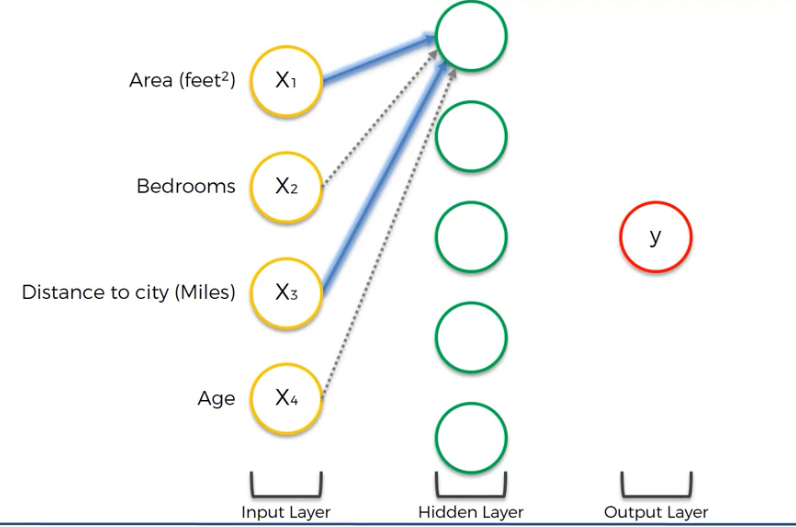 Area (feet²)
X₁
Bedrooms
X₂
Distance to city (Miles)
X₃
Age
X₄
y
Input Layer
Hidden Layer
Output Layer